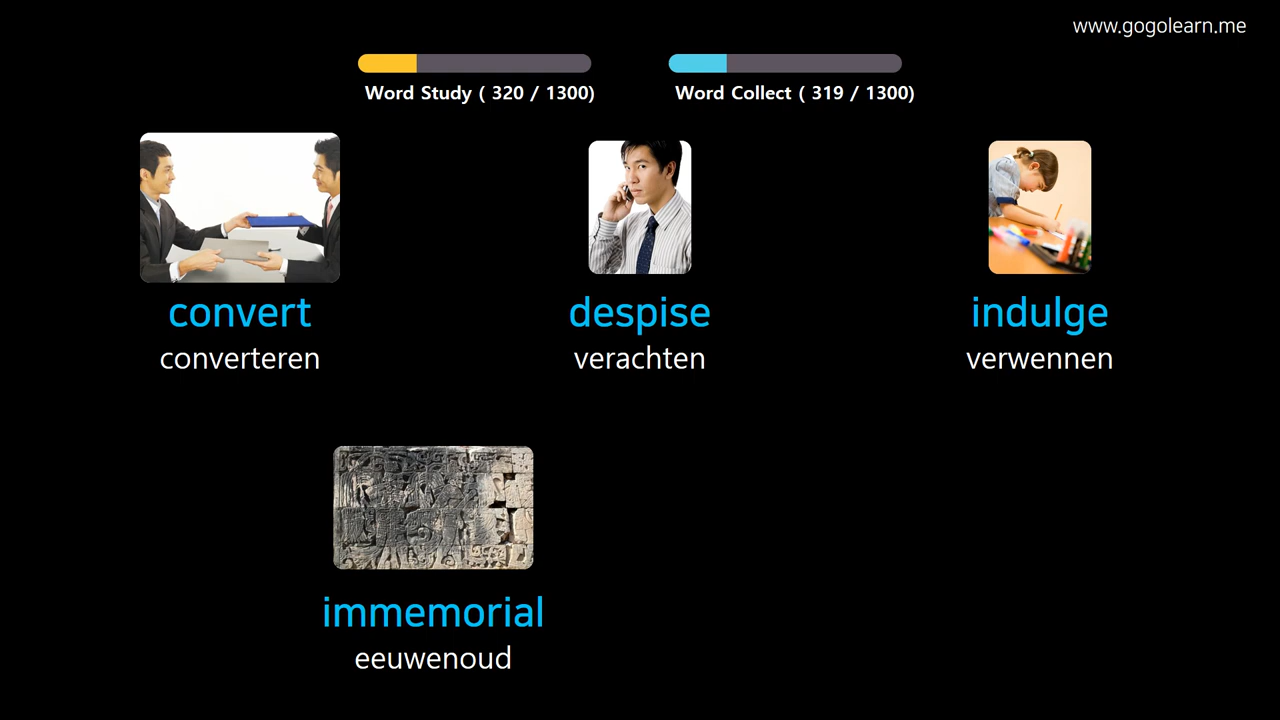 www.gogolearn.me
Word Study ( 320 / 1300)
Word Collect ( 319 / 1300)
convert
converteren
despise
verachten
indulge
verwennen
immemorial
eeuwenoud